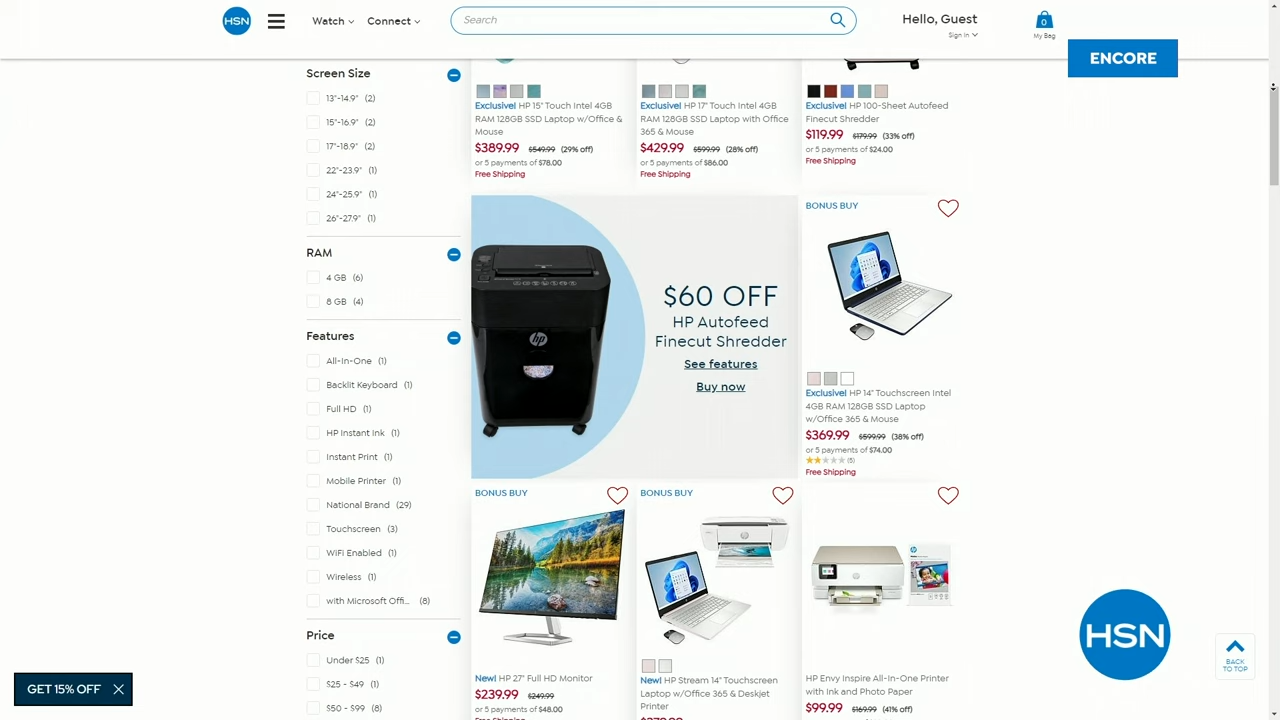 HSN
Watch
Connect
Search
Hello, Guest
Sign In
0
My Bag
ENCORE
Screen Size
13"-14.9" (2)
15"-16.9" (2)
17"-18.9" (2)
22"-23.9" (1)
24"-25.9" (1)
26"-27.9" (1)
RAM
4 GB (6)
8 GB (4)
Features
All-In-One (1)
Backlit Keyboard (1)
Full HD (1)
HP Instant Ink (1)
Instant Print (1)
Mobile Printer (1)
National Brand (29)
Touchscreen (3)
WiFi Enabled (1)
Wireless (1)
with Microsoft Offi... (8)
Price
Under $25 (1)
$25 - $49 (1)
$50 - $99 (8)
Exclusive! HP 15" Touch Intel 4GB
RAM 128GB SSD Laptop w/Office &
Mouse
$389.99 $549.99 (29% off)
or 5 payments of $78.00
Free Shipping
Exclusive! HP 17" Touch Intel 4GB
RAM 128GB SSD Laptop with Office
365 & Mouse
$429.99 $599.99 (28% off)
or 5 payments of $86.00
Free Shipping
Exclusive! HP 100-Sheet Autofeed
Finecut Shredder
$119.99 $179.99 (33% off)
or 5 payments of $24.00
Free Shipping
hp
$60 OFF
HP Autofeed
Finecut Shredder
See features
Buy now
BONUS BUY
Exclusive! HP 14" Touchscreen Intel
4GB RAM 128GB SSD Laptop
w/Office 365 & Mouse
$369.99 $599.99 (38% off)
or 5 payments of $74.00
(5)
Free Shipping
BONUS BUY
New! HP 27" Full HD Monitor
$239.99 $249.99
or 5 payments of $48.00
Free Shipping
BONUS BUY
New! HP Stream 14" Touchscreen
Laptop w/Office 365 & Deskjet
Printer
HP Envy Inspire All-In-One Printer
with Ink and Photo Paper
$99.99 $169.99 (41% off)
HSN
BACK
TO TOP
GET 15% OFF